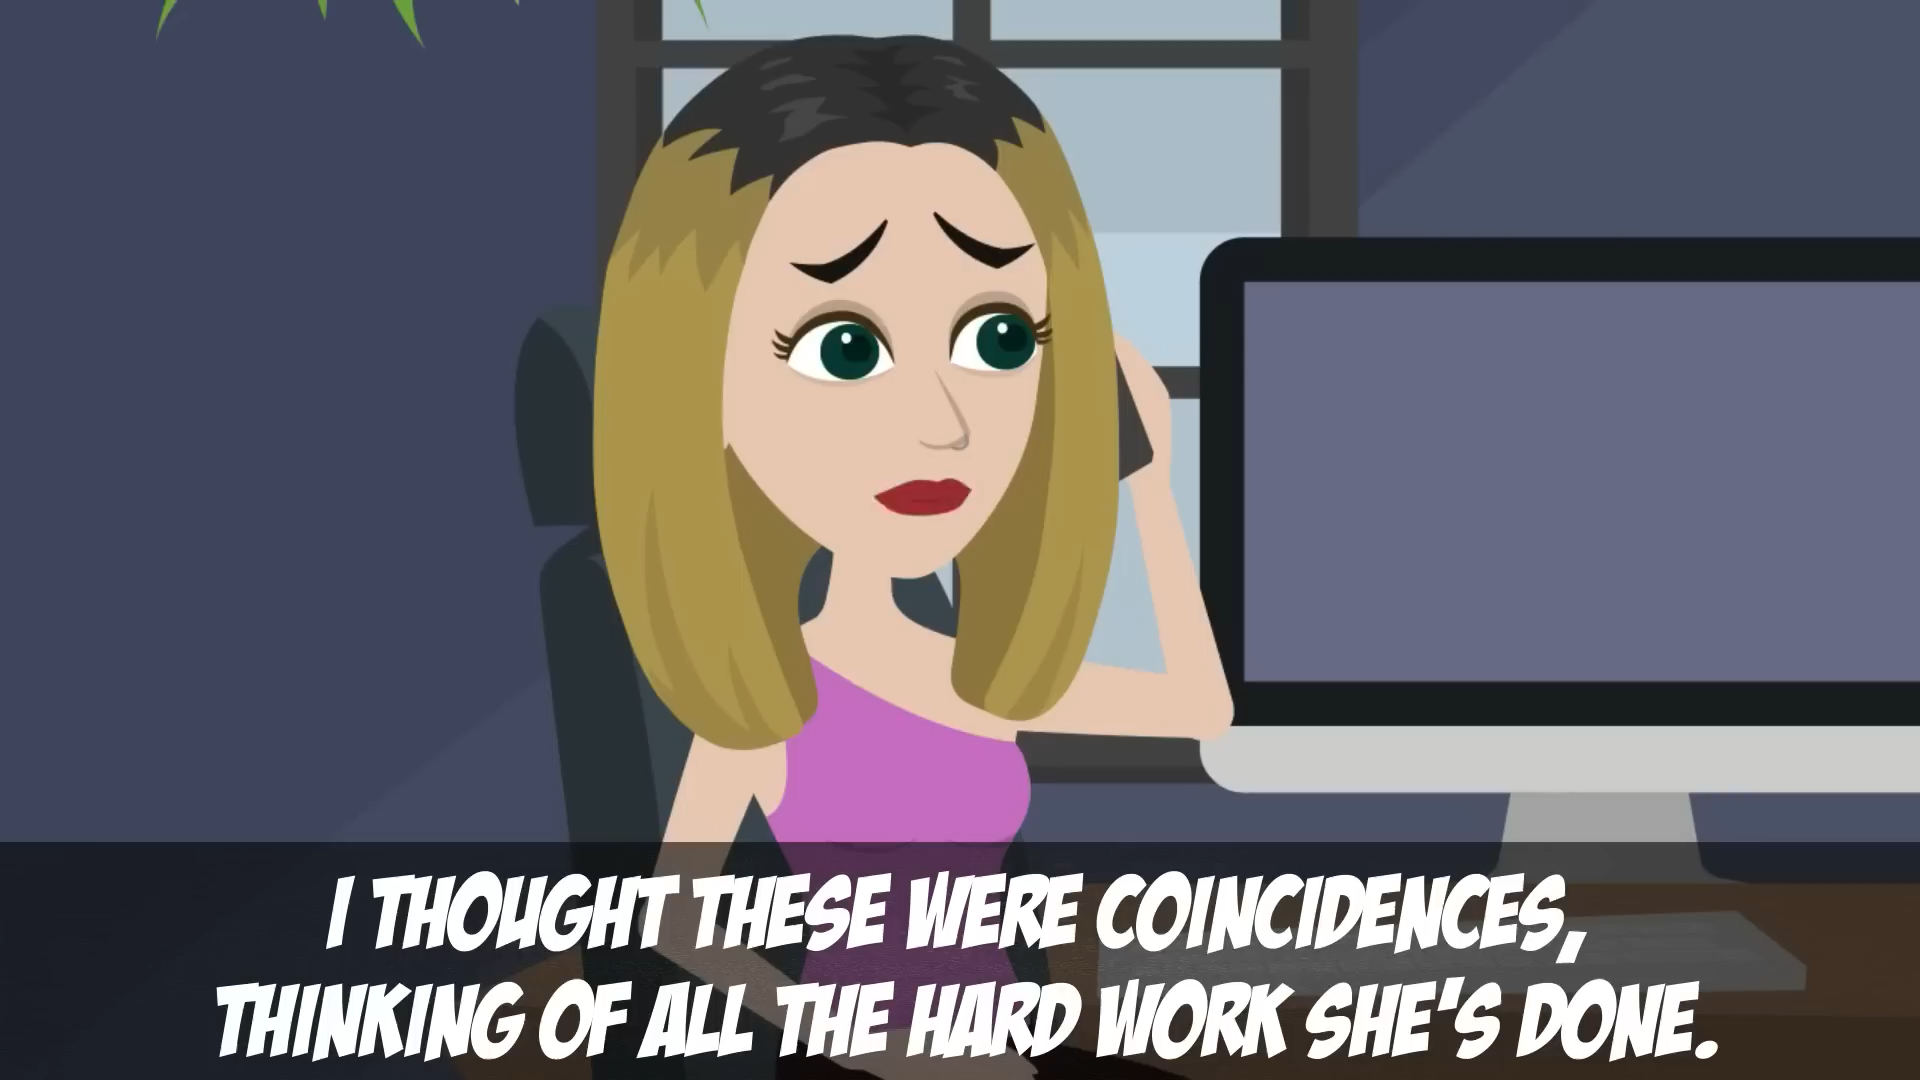 I THOUGHT THESE WERE COINCIDENCES,
THINKING OF ALL THE HARD WORK SHE'S DONE.